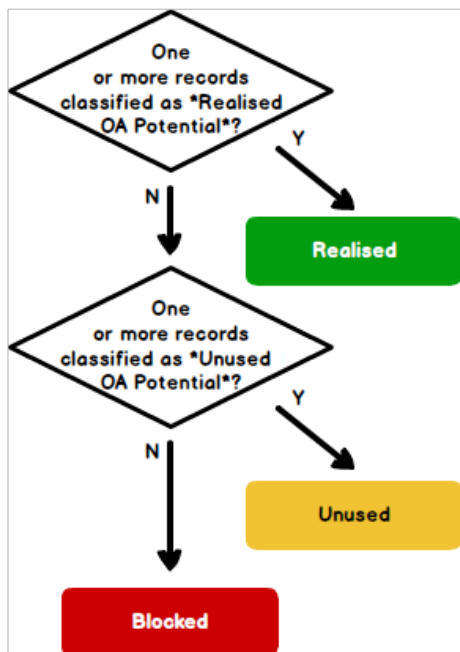 One
or more records
classified as *Realised
OA Potential*?
Y
N
Realised
One
or more records
classified as *Unused
OA Potential*?
Y
N
Unused
Blocked